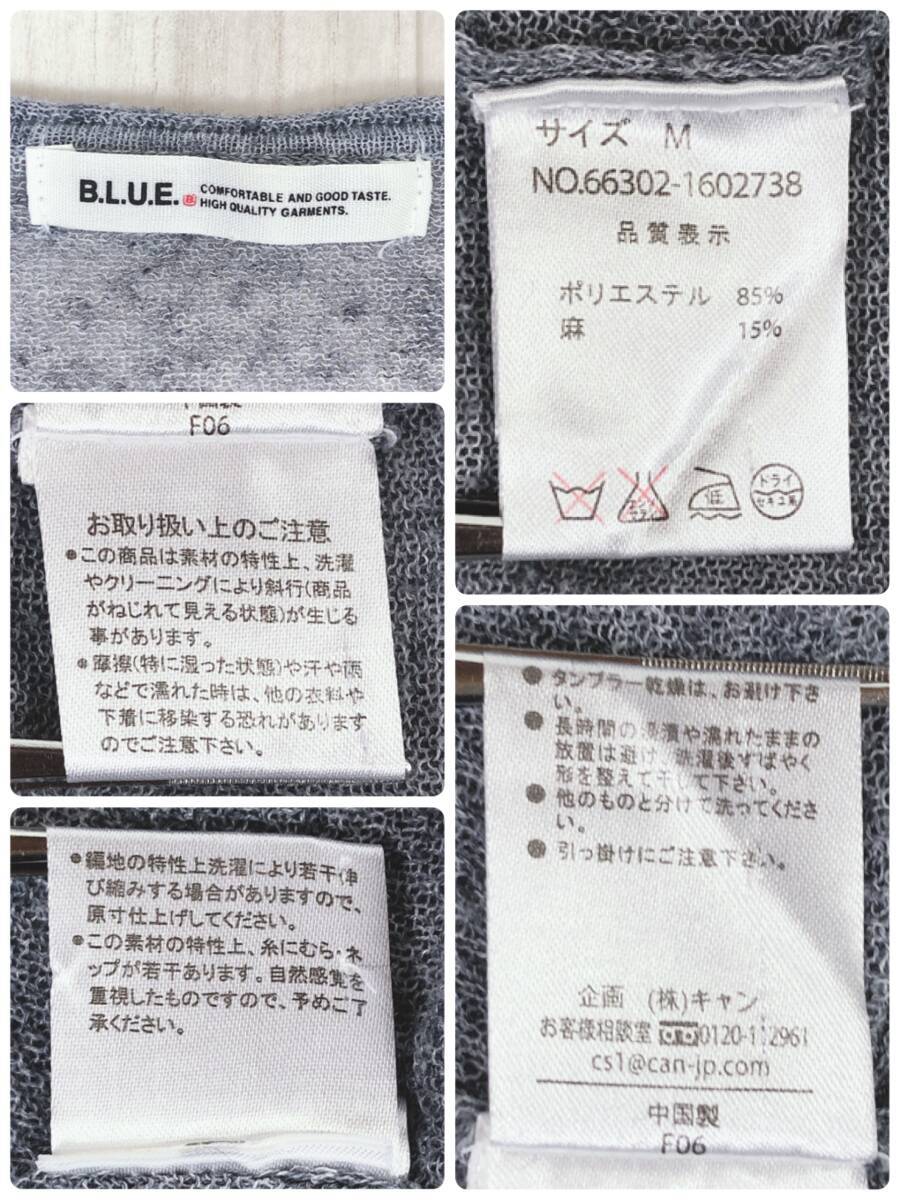 B.L.U.E. COMFORTABLE AND GOOD TASTE.
HIGH QUALITY GARMENTS.
サイズ M
NO.66302-1602738
品質表示
ポリエステル 85%
麻 15%
低
ドライ
セキユ系
F06
お取り扱い上のご注意
●この商品は素材の特性上、洗濯
やクリーニングにより斜行(商品
がねじれて見える状態)が生じる
事があります。
●摩擦(特に湿った状態)や汗や雨
などで濡れた時は、他の衣料や
下着に移染する恐れがあります
のでご注意下さい。
●タンブラー乾燥は、お避け下さ
い。
●長時間の浸漬や濡れたままの
放置は避け、洗濯後すばやく
形を整えて干して下さい。
●他のものと分けて洗ってくださ
い。
●引っ掛けにご注意下さい。
企画 (株)キャン
お客様相談室 0120-112961
cs1@can-jp.com
中国製
F06
●編地の特性上洗濯により若干伸
び縮みする場合がありますので、
原寸仕上げしてください。
●この素材の特性上、糸にむら・ネ
ップが若干あります。自然感覚を
重視したものですので、予めご了
承ください。